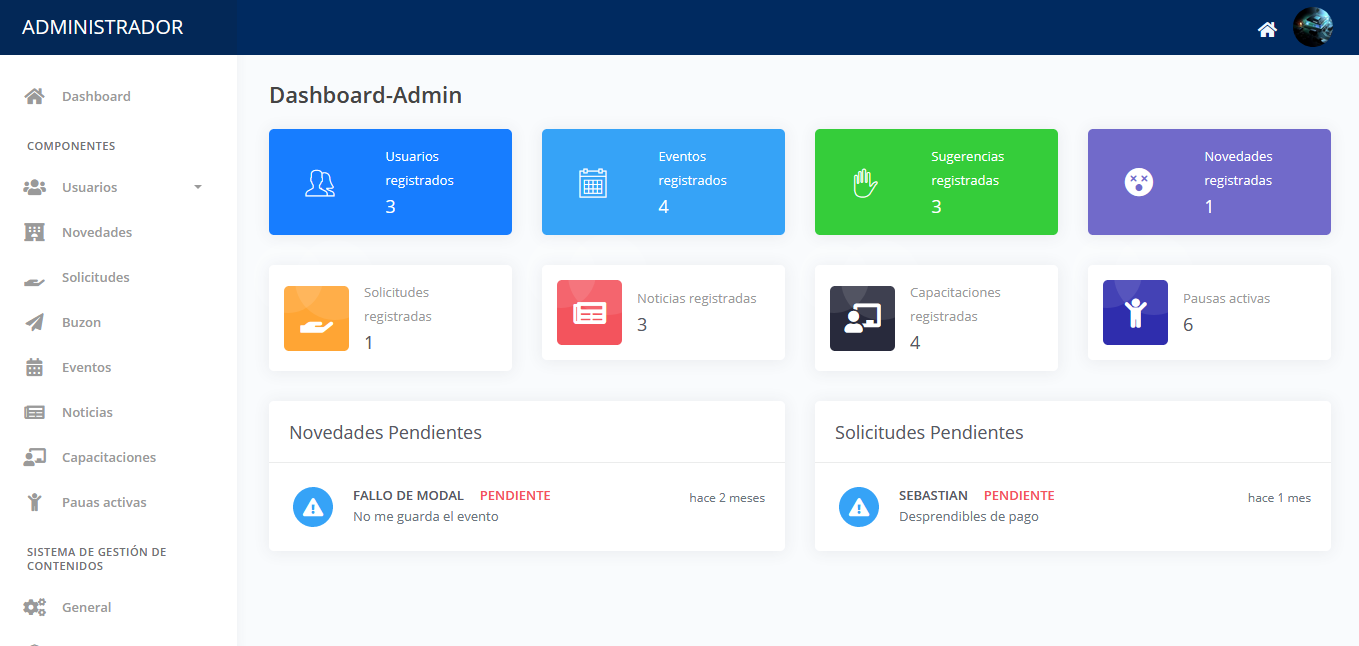 ADMINISTRADOR
Dashboard
COMPONENTES
Usuarios
Novedades
Solicitudes
Buzon
Eventos
Noticias
Capacitaciones
Pauas activas
SISTEMA DE GESTIÓN DE
CONTENIDOS
General
Dashboard-Admin
Usuarios
registrados
3
Eventos
registrados
4
Sugerencias
registradas
3
Novedades
registradas
1
Solicitudes
registradas
1
Noticias registradas
3
Capacitaciones
registradas
4
Pausas activas
6
Novedades Pendientes
FALLO DE MODAL PENDIENTE
hace 2 meses
No me guarda el evento
Solicitudes Pendientes
SEBASTIAN PENDIENTE
hace 1 mes
Desprendibles de pago